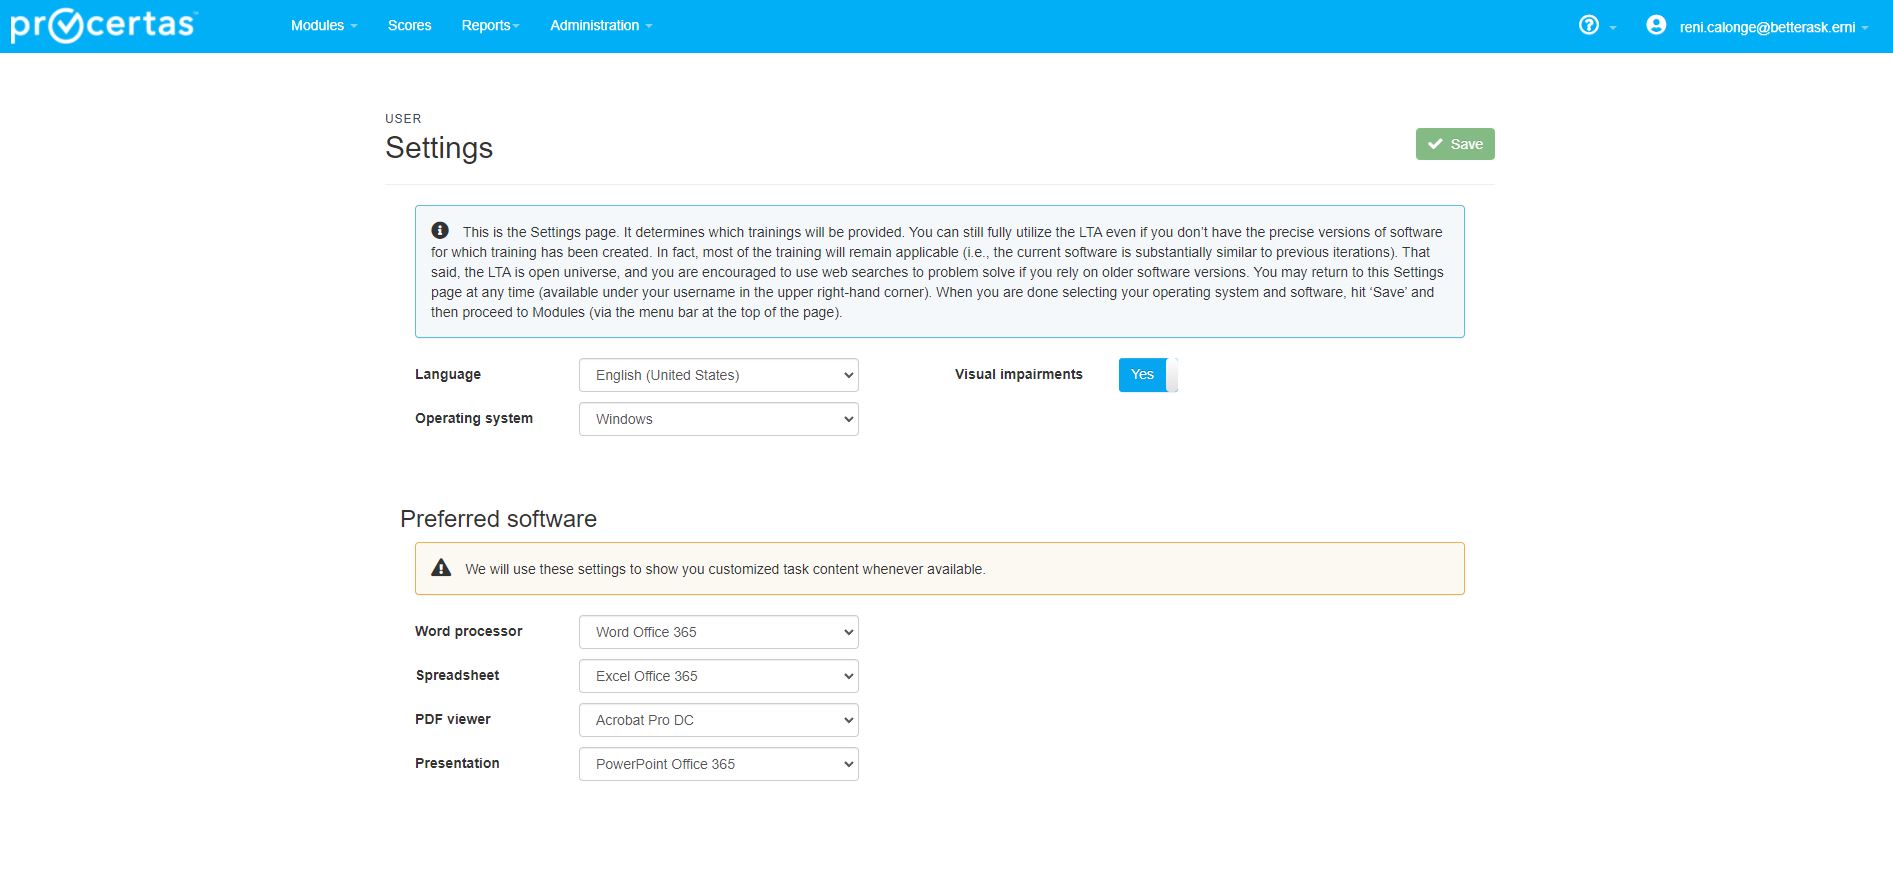 procertas™
Modules
Scores
Reports
Administration
reni.calonge@betterask.erni
USER
Settings
Save
This is the Settings page. It determines which trainings will be provided. You can still fully utilize the LTA even if you don’t have the precise versions of software
for which training has been created. In fact, most of the training will remain applicable (i.e., the current software is substantially similar to previous iterations). That
said, the LTA is open universe, and you are encouraged to use web searches to problem solve if you rely on older software versions. You may return to this Settings
page at any time (available under your username in the upper right-hand corner). When you are done selecting your operating system and software, hit ‘Save’ and
then proceed to Modules (via the menu bar at the top of the page).
Language
English (United States)
Visual impairments
Yes
Operating system
Windows
Preferred software
We will use these settings to show you customized task content whenever available.
Word processor
Word Office 365
Spreadsheet
Excel Office 365
PDF viewer
Acrobat Pro DC
Presentation
PowerPoint Office 365